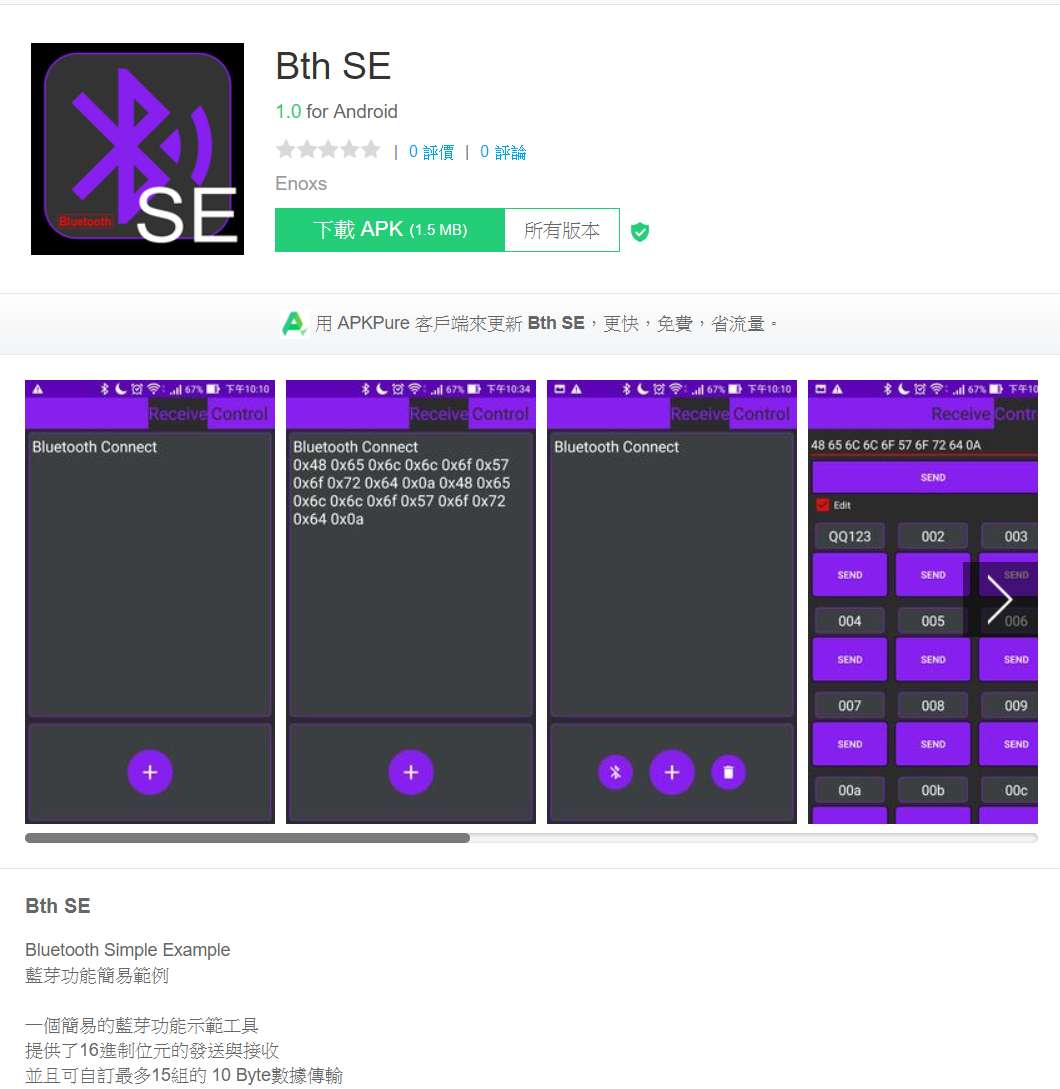 Bluetooth
SE
Bth SE
1.0 for Android
| 0 評價 | 0 評論
Enoxs
下載 APK (1.5 MB)
所有版本
用 APKPure 客戶端來更新 Bth SE，更快，免費，省流量。
67% 下午10:10
Receive Control
Bluetooth Connect
67% 下午10:34
Receive Control
Bluetooth Connect
0x48 0x65 0x6c 0x6c 0x6f 0x57
0x6f 0x72 0x64 0x0a 0x48 0x65
0x6c 0x6c 0x6f 0x57 0x6f 0x72
0x64 0x0a
67% 下午10:10
Receive Control
Bluetooth Connect
67% 下午10
Receive Contr
48 65 6C 6C 6F 57 6F 72 64 0A
SEND
Edit
QQ123 002 003
SEND SEND SEND
004 005 006
SEND SEND SEND
007 008 009
SEND SEND SEND
00a 00b 00c
Bth SE
Bluetooth Simple Example
藍芽功能簡易範例
一個簡易的藍芽功能示範工具
提供了16進制位元的發送與接收
並且可自訂最多15組的 10 Byte數據傳輸